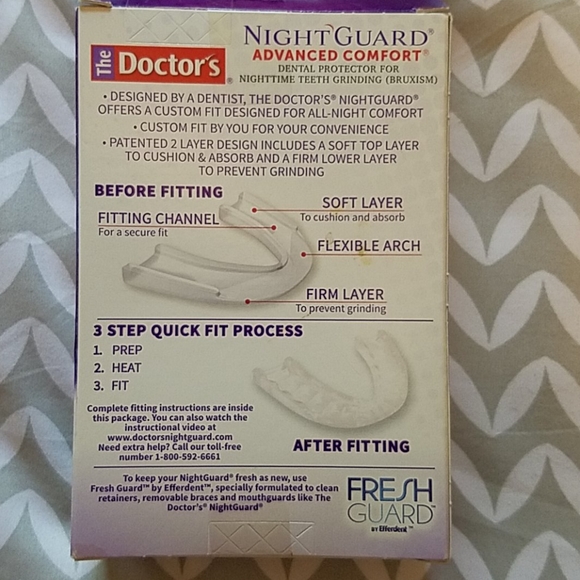 The Doctor's®
NIGHTGUARD®
ADVANCED COMFORT®
DENTAL PROTECTOR FOR
NIGHTTIME TEETH GRINDING (BRUXISM)
• DESIGNED BY A DENTIST, THE DOCTOR'S® NIGHTGUARD®
OFFERS A CUSTOM FIT DESIGNED FOR ALL-NIGHT COMFORT
• CUSTOM FIT BY YOU FOR YOUR CONVENIENCE
• PATENTED 2 LAYER DESIGN INCLUDES A SOFT TOP LAYER
TO CUSHION & ABSORB AND A FIRM LOWER LAYER
TO PREVENT GRINDING
BEFORE FITTING
SOFT LAYER
To cushion and absorb
FITTING CHANNEL
For a secure fit
FLEXIBLE ARCH
FIRM LAYER
To prevent grinding
3 STEP QUICK FIT PROCESS
1. PREP
2. HEAT
3. FIT
Complete fitting instructions are inside
this package. You can also watch the
instructional video at
www.doctorsnightguard.com
Need extra help? Call our toll-free
number 1-800-592-6661
AFTER FITTING
To keep your NightGuard® fresh as new, use
Fresh Guard™ by Efferdent™, specially formulated to clean
retainers, removable braces and mouthguards like The
Doctor's® NightGuard®
FRESH
GUARD™
BY Efferdent™